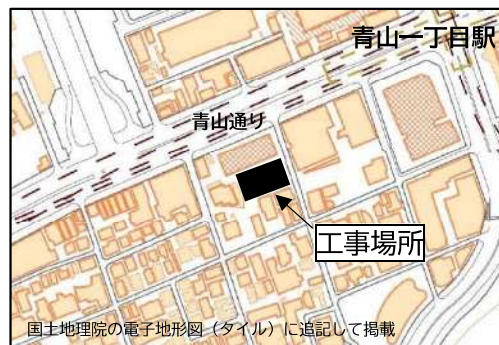 青山一丁目駅
青山通り
工事場所
国土地理院の電子地形図（タイル）に追記して掲載